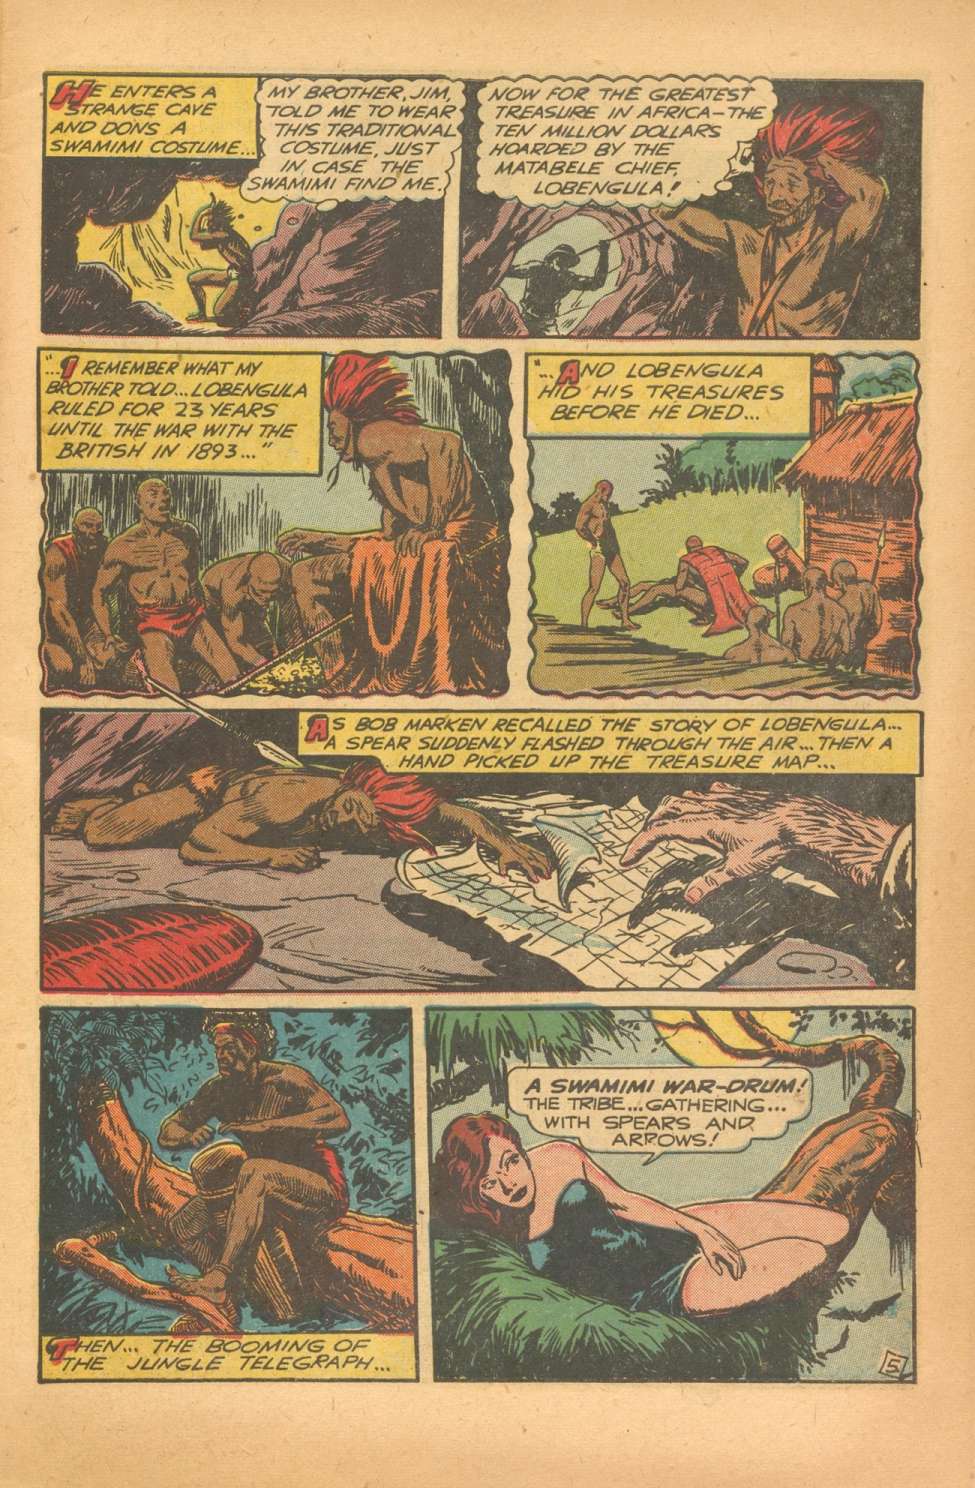 HE ENTERS A
STRANGE CAVE
AND DONS A
SWAMIMI COSTUME...
MY BROTHER, JIM,
TOLD ME TO WEAR
THIS TRADITIONAL
COSTUME, JUST
IN CASE THE
SWAMIMI FIND ME.
NOW FOR THE GREATEST
TREASURE IN AFRICA—THE
TEN MILLION DOLLARS
HOARDED BY THE
MATABELE CHIEF,
LOBENGULA!
"...I REMEMBER WHAT MY
BROTHER TOLD...LOBENGULA
RULED FOR 23 YEARS
UNTIL THE WAR WITH THE
BRITISH IN 1893..."
"...AND LOBENGULA
HID HIS TREASURES
BEFORE HE DIED...
AS BOB MARKEN RECALLED THE STORY OF LOBENGULA...
A SPEAR SUDDENLY FLASHED THROUGH THE AIR...THEN A
HAND PICKED UP THE TREASURE MAP...
THEN... THE BOOMING OF
THE JUNGLE TELEGRAPH...
A SWAMIMI WAR-DRUM!
THE TRIBE...GATHERING...
WITH SPEARS AND
ARROWS!
5